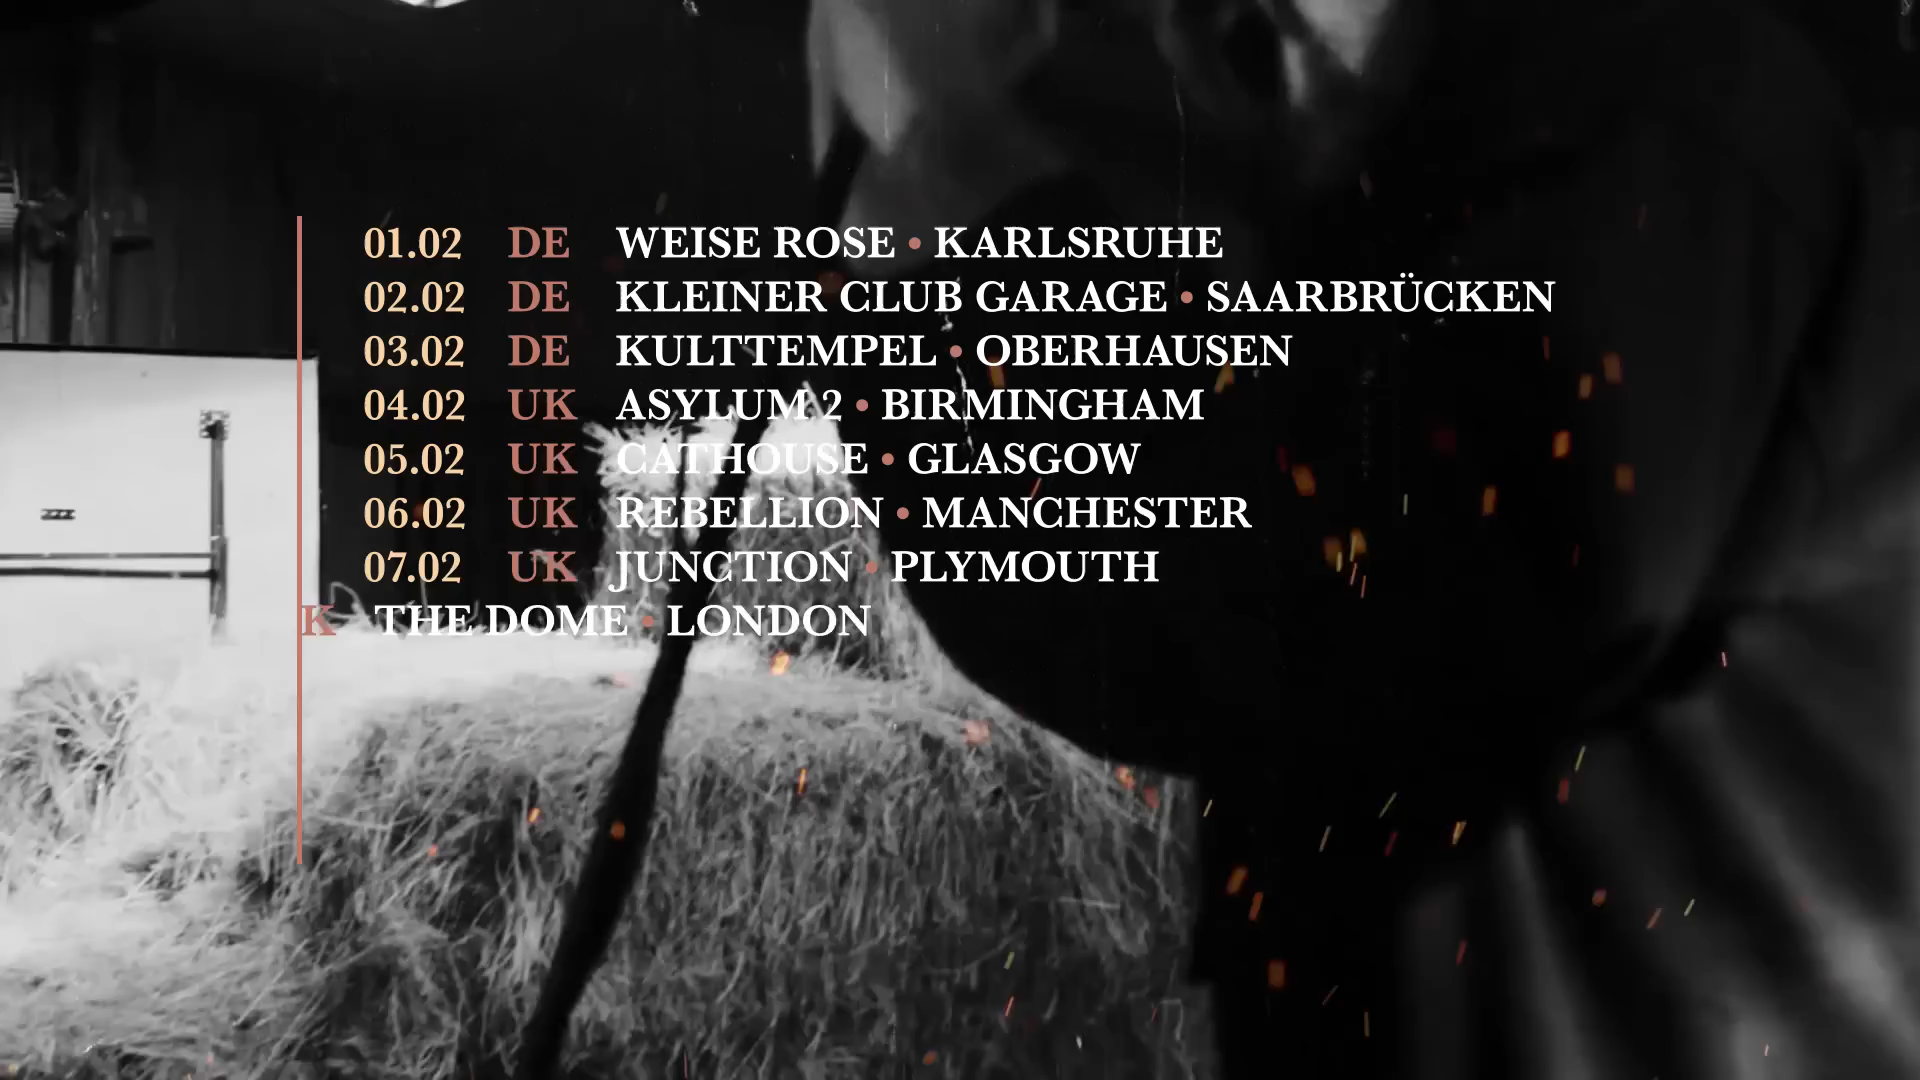 01.02 DE WEISE ROSE • KARLSRUHE
02.02 DE KLEINER CLUB GARAGE • SAARBRÜCKEN
03.02 DE KULTTEMPEL • OBERHAUSEN
04.02 UK ASYLUM 2 • BIRMINGHAM
05.02 UK CATHOUSE • GLASGOW
06.02 UK REBELLION • MANCHESTER
07.02 UK JUNCTION • PLYMOUTH
K THE DOME • LONDON